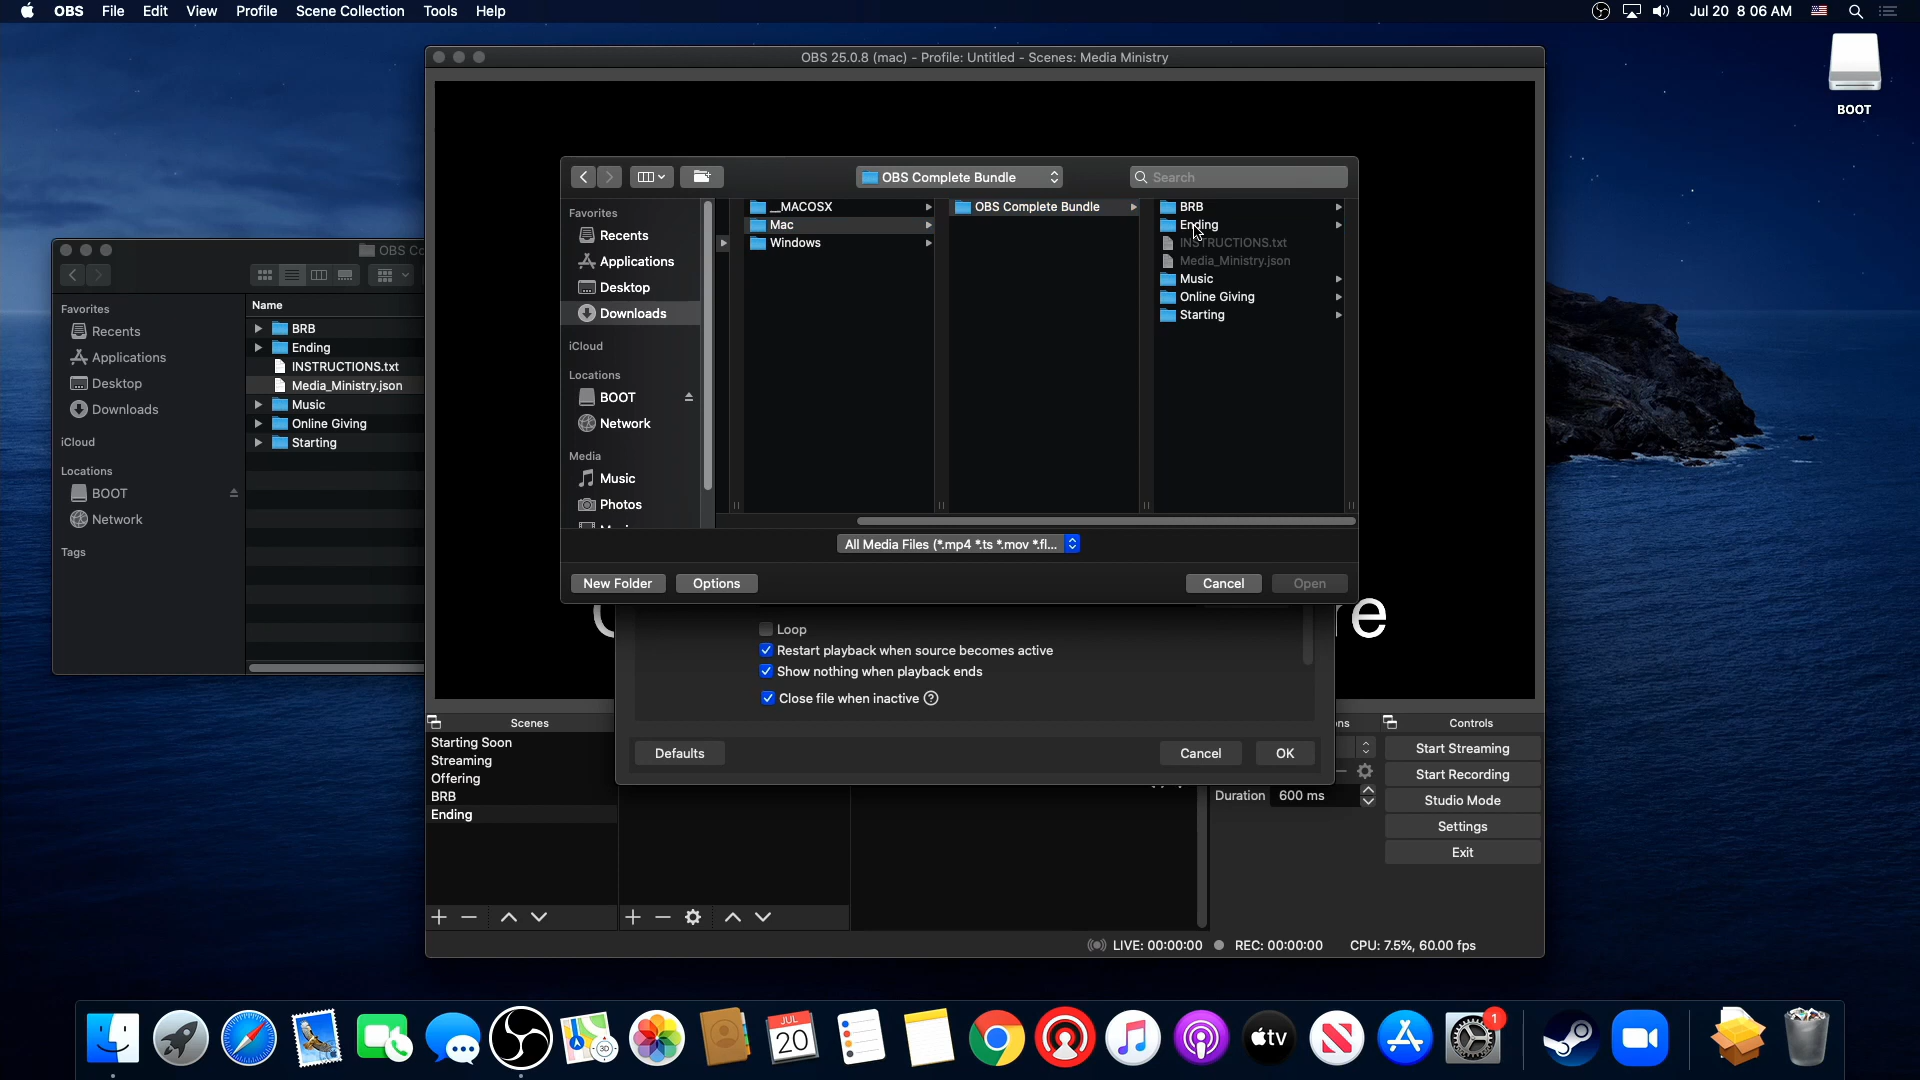 OBS File Edit View Profile Scene Collection Tools Help
Jul 20 8 06 AM
BOOT
OBS 25.0.8 (mac) - Profile: Untitled - Scenes: Media Ministry
OBS Complete Bundle
Search
Favorites
Recents
Applications
Desktop
Downloads
iCloud
Locations
BOOT
Network
Media
Music
Photos
__MACOSX
Mac
Windows
OBS Complete Bundle
BRB
Ending
INSTRUCTIONS.txt
Media_Ministry.json
Music
Online Giving
Starting
All Media Files (*.mp4 *.ts *.mov *.fl...
New Folder Options Cancel Open
OBS Co
Favorites
Recents
Applications
Desktop
Downloads
iCloud
Locations
BOOT
Network
Tags
Name
BRB
Ending
INSTRUCTIONS.txt
Media_Ministry.json
Music
Online Giving
Starting
re
Loop
Restart playback when source becomes active
Show nothing when playback ends
Close file when inactive ?
Defaults Cancel OK
Scenes
Starting Soon
Streaming
Offering
BRB
Ending
ns
Duration 600 ms
Controls
Start Streaming
Start Recording
Studio Mode
Settings
Exit
LIVE: 00:00:00 REC: 00:00:00 CPU: 7.5%, 60.00 fps
3D
JUL
20
tv
1